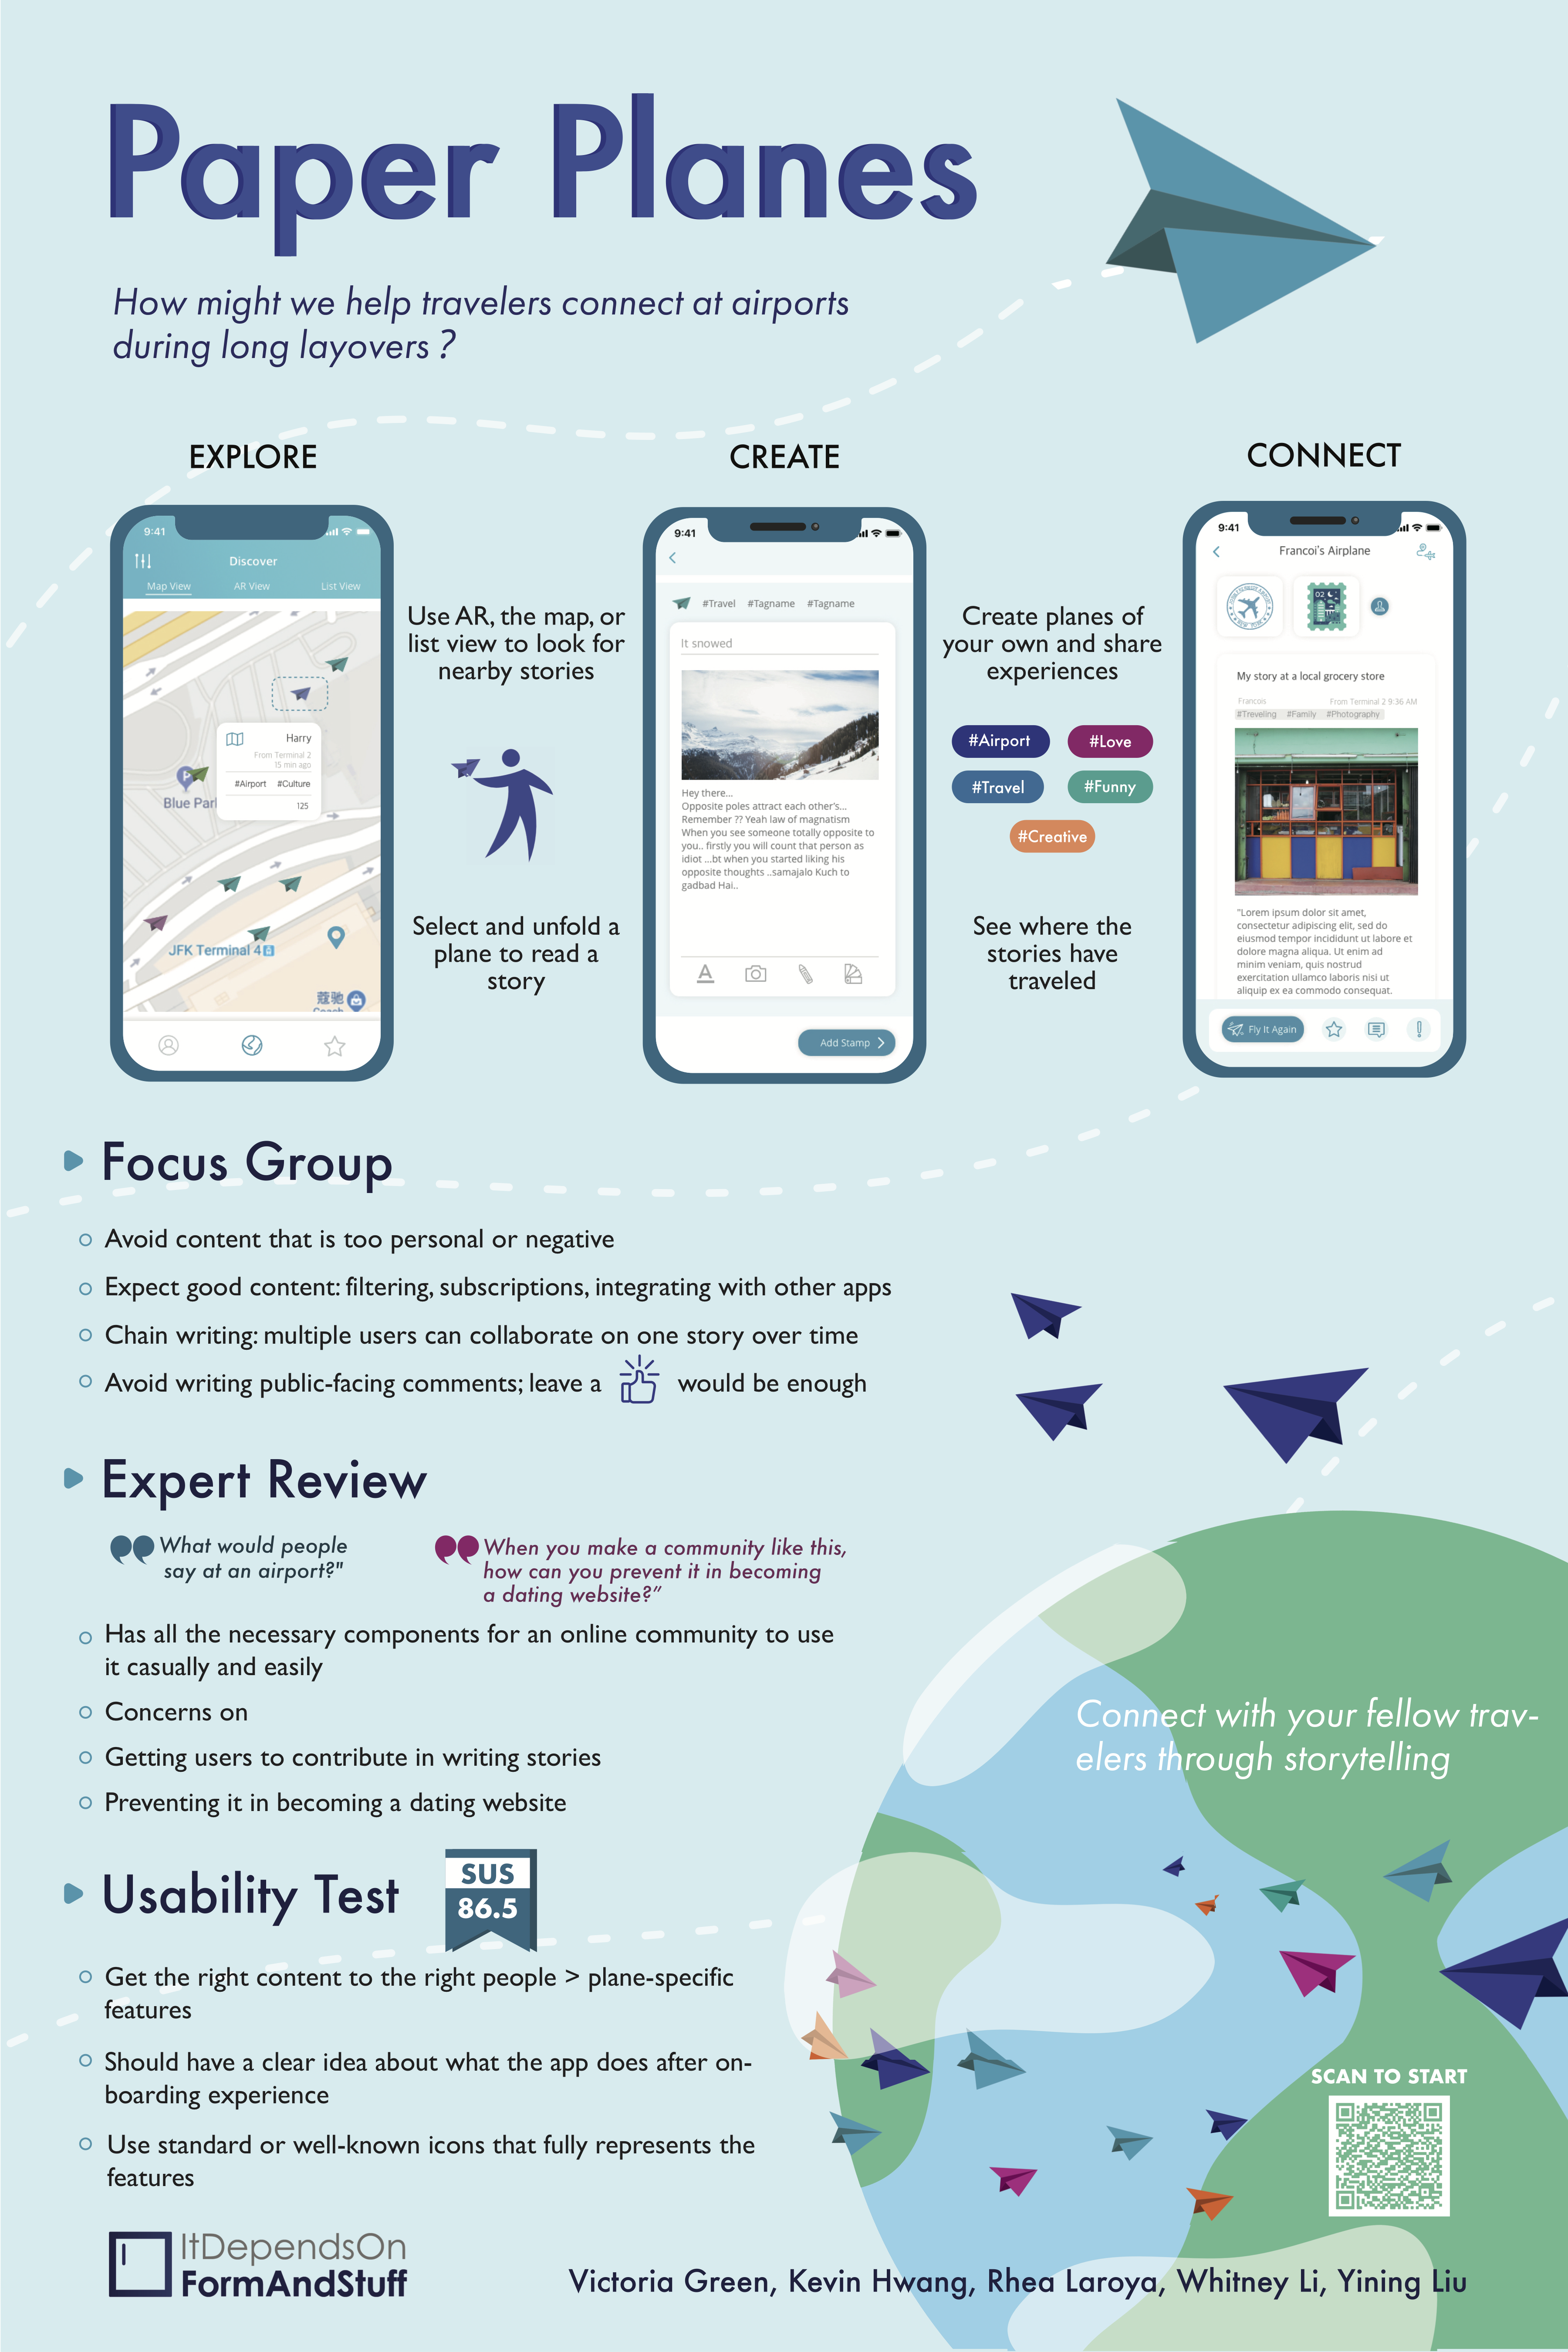 Paper Planes
How might we help travelers connect at airports
during long layovers ?
EXPLORE
9:41
Discover
Map View AR View List View
Harry
From Terminal 2
15 min ago
#Airport #Culture
125
P
Blue Park
JFK Terminal 4
蔻驰
Coach
Use AR, the map, or
list view to look for
nearby stories
Select and unfold a
plane to read a
story
CREATE
9:41
#Travel #Tagname #Tagname
It snowed
Hey there...
Opposite poles attract each other's...
Remember ?? Yeah law of magnatism
When you see someone totally opposite to
you.. firstly you will count that person as
idiot ...bt when you started liking his
opposite thoughts ..samajalo Kuch to
gadbad Hai..
A
Add Stamp
Create planes of
your own and share
experiences
#Airport #Love
#Travel #Funny
#Creative
See where the
stories have
traveled
CONNECT
9:41
Francoi's Airplane
02
My story at a local grocery store
Francois From Terminal 2 9:36 AM
#Treveling #Family #Photography
"Lorem ipsum dolor sit amet,
consectetur adipiscing elit, sed do
eiusmod tempor incididunt ut labore et
dolore magna aliqua. Ut enim ad
minim veniam, quis nostrud
exercitation ullamco laboris nisi ut
aliquip ex ea commodo consequat.
Fly It Again
Focus Group
Avoid content that is too personal or negative
Expect good content: filtering, subscriptions, integrating with other apps
Chain writing: multiple users can collaborate on one story over time
Avoid writing public-facing comments; leave a would be enough
Expert Review
What would people
say at an airport?"
When you make a community like this,
how can you prevent it in becoming
a dating website?”
Has all the necessary components for an online community to use
it casually and easily
Concerns on
Getting users to contribute in writing stories
Preventing it in becoming a dating website
Connect with your fellow trav-
elers through storytelling
Usability Test
SUS
86.5
Get the right content to the right people > plane-specific
features
Should have a clear idea about what the app does after on-
boarding experience
Use standard or well-known icons that fully represents the
features
SCAN TO START
ItDependsOn
FormAndStuff
Victoria Green, Kevin Hwang, Rhea Laroya, Whitney Li, Yining Liu